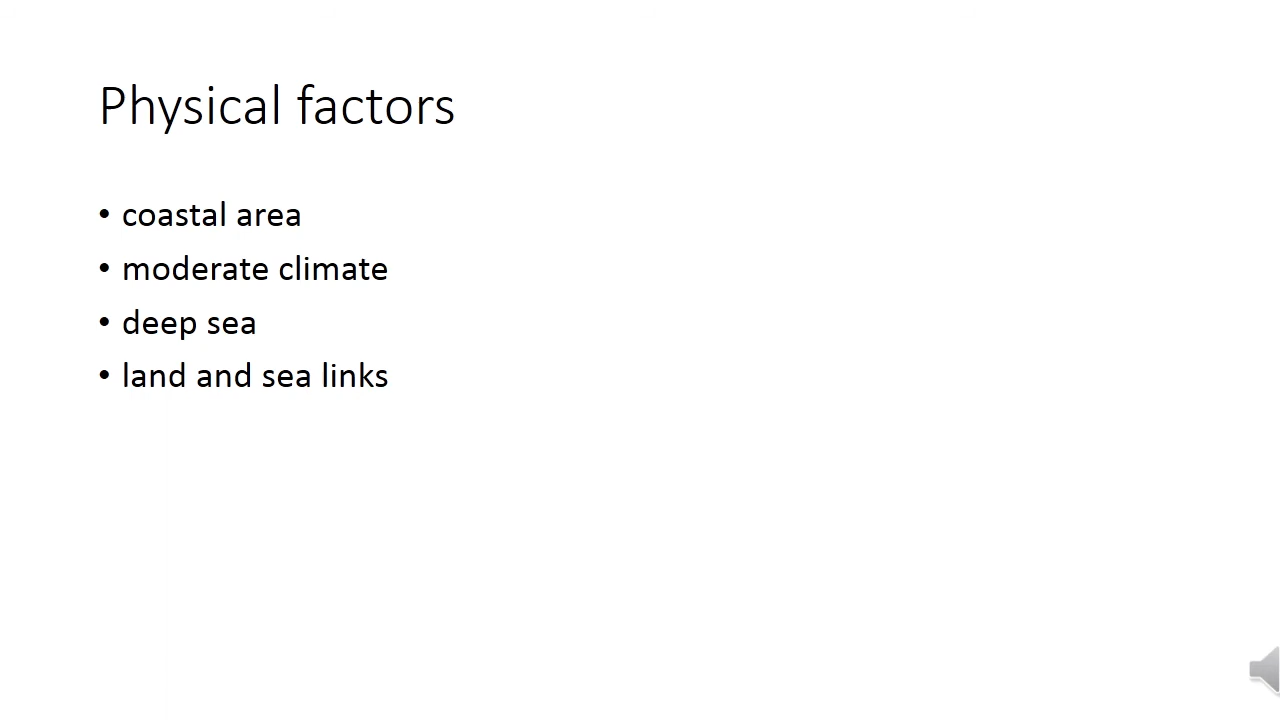 Physical factors
• coastal area
• moderate climate
• deep sea
• land and sea links